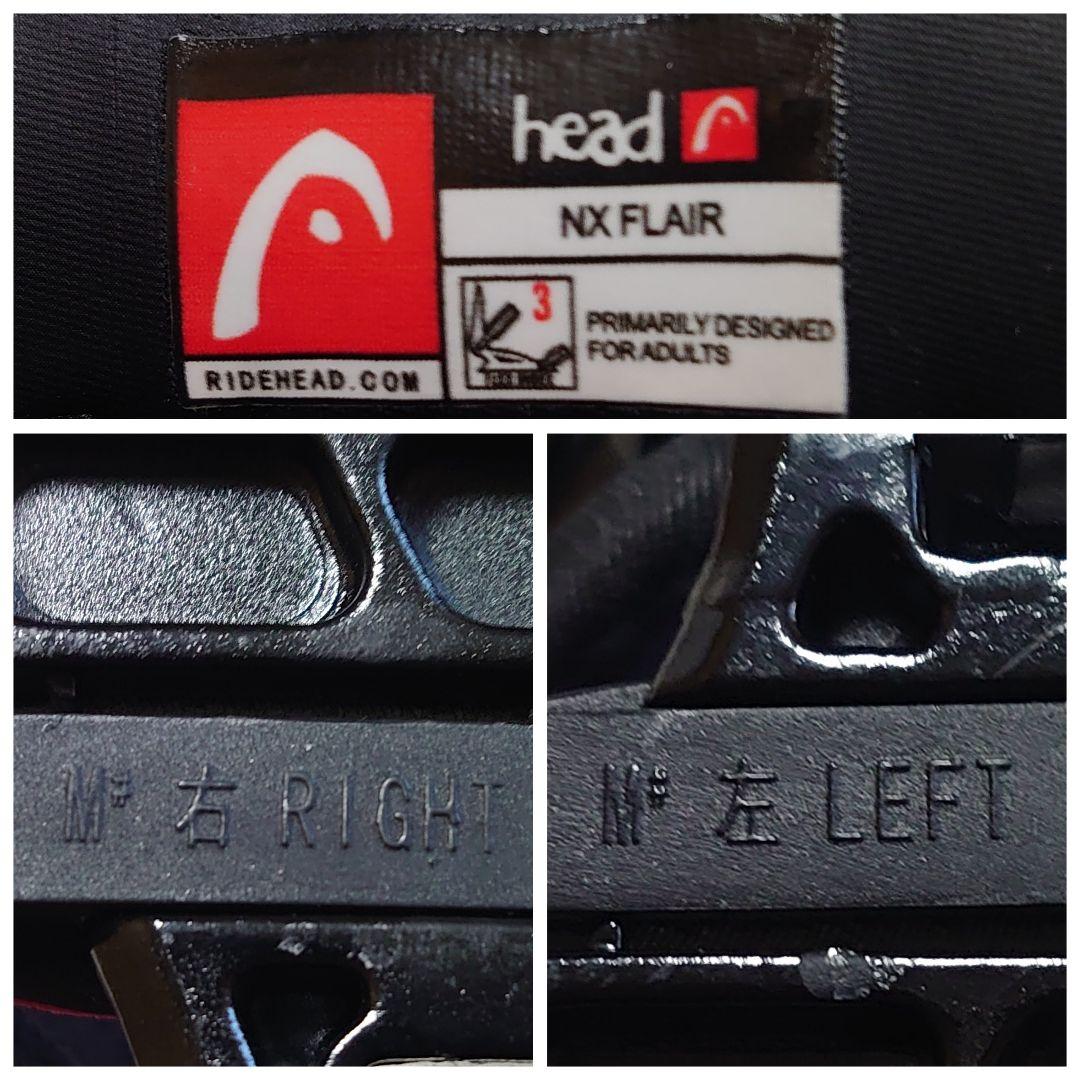 head
NX FLAIR
3
PRIMARILY DESIGNED
FOR ADULTS
RIDEHEAD.COM
M# 右 RIGHT
M# 左 LEFT